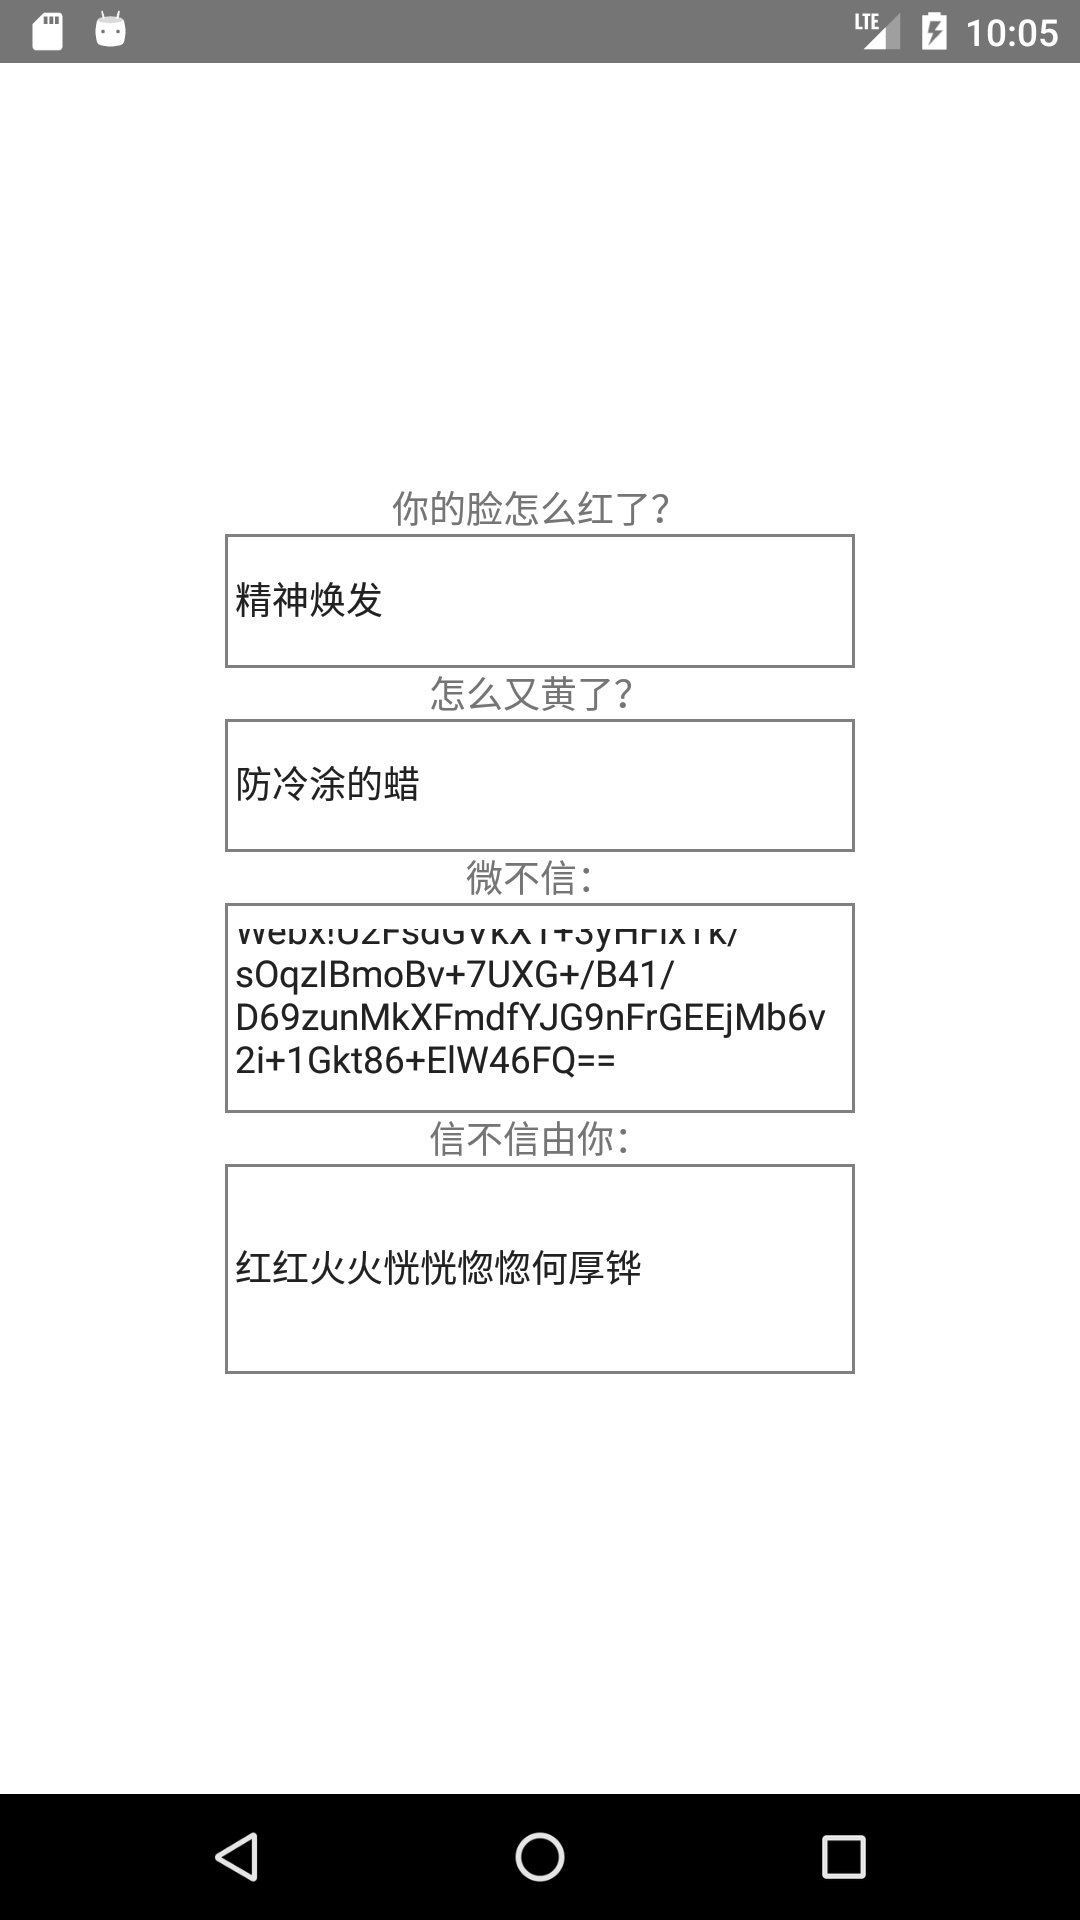 LTE 10:05
你的脸怎么红了？
精神焕发
怎么又黄了？
防冷涂的蜡
微不信：
sOqzIBmoBv+7UXG+/B41/
D69zunMkXFmdfYJG9nFrGEEjMb6v
2i+1Gkt86+ElW46FQ==
信不信由你：
红红火火恍恍惚惚何厚铧